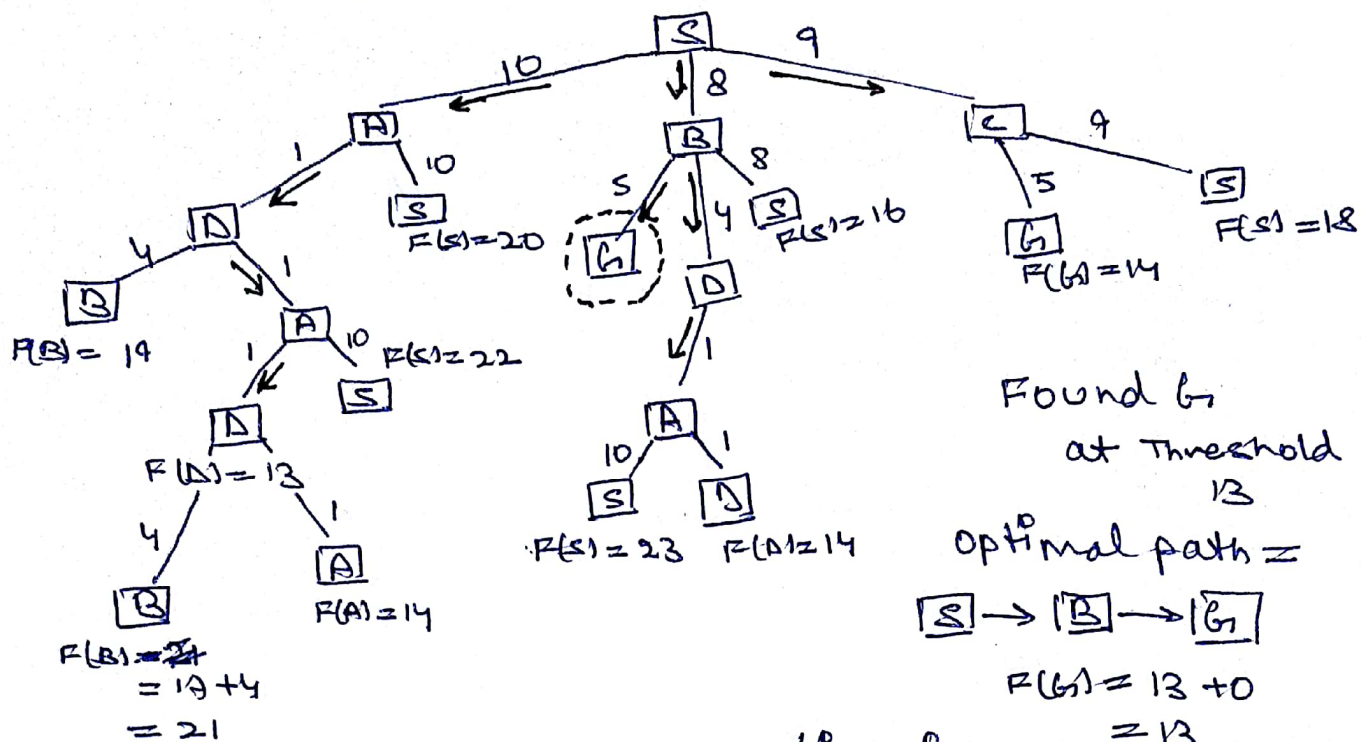 S
10
8
9
A
B
C
1
10
5
4
8
5
9
D
S
F(S)=20
G
S
F(S)=16
D
G
F(G)=14
S
F(S)=18
4
1
B
F(B)=19
A
1
10
F(S)=22
S
D
F(D)=13
1
A
10
1
S
D
F(S)=23 F(D)=14
4
1
B
A
F(A)=14
F(B)
= 17+4
= 21
Found G
at Threshold
13
Optimal path =
S → B → G
F(G) = 13 +0
= 13